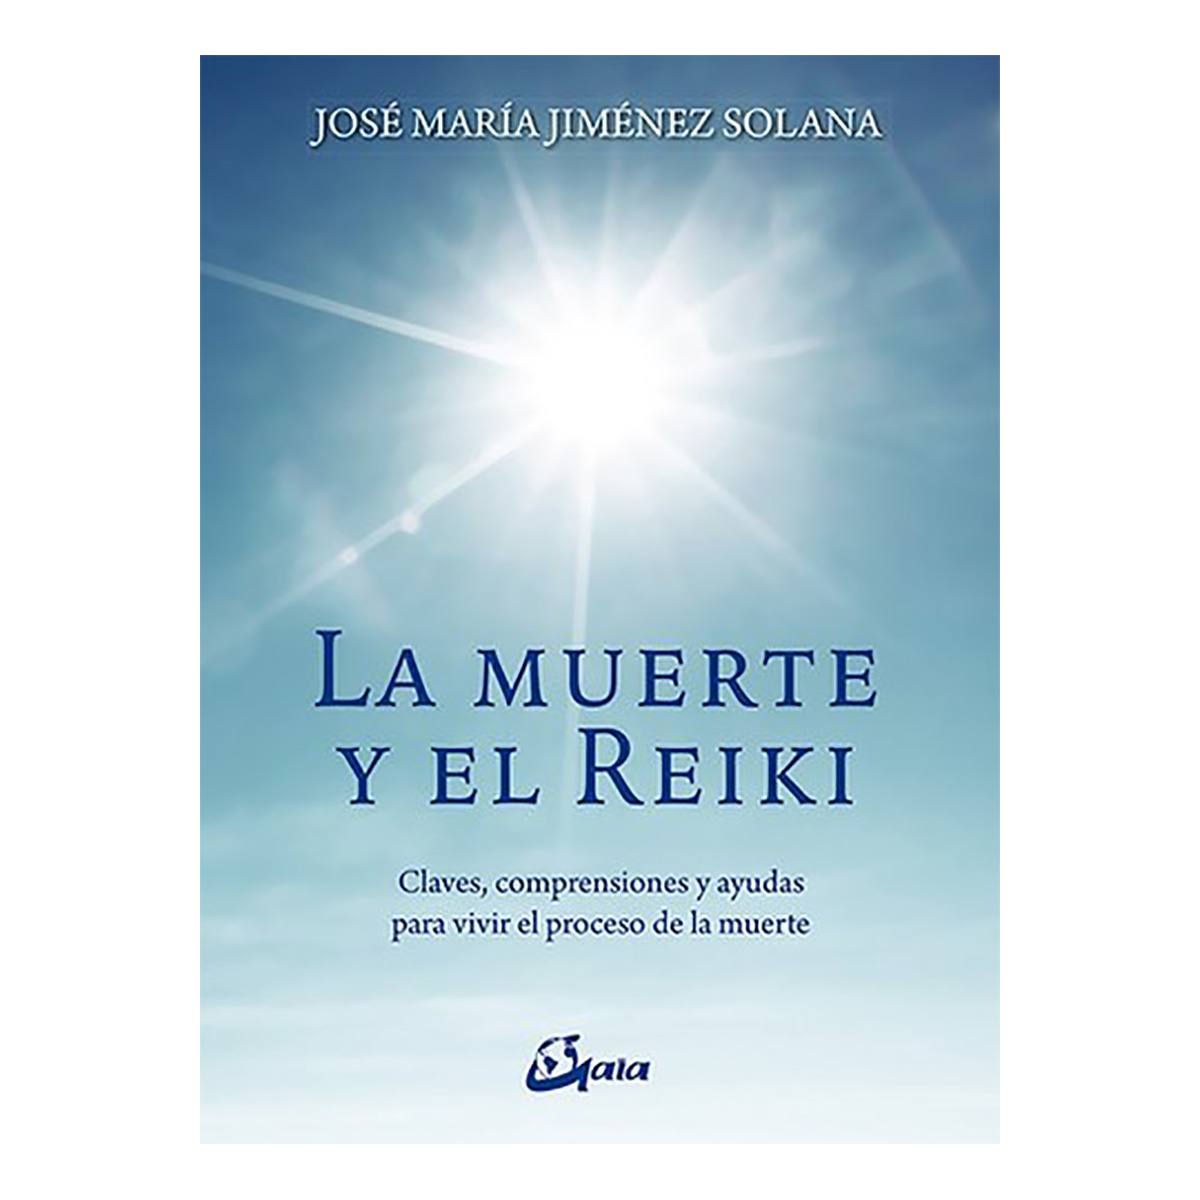 JOSÉ MARÍA JIMÉNEZ SOLANA
LA MUERTE
Y EL REIKI
Claves, comprensiones y ayudas
para vivir el proceso de la muerte
Gaia